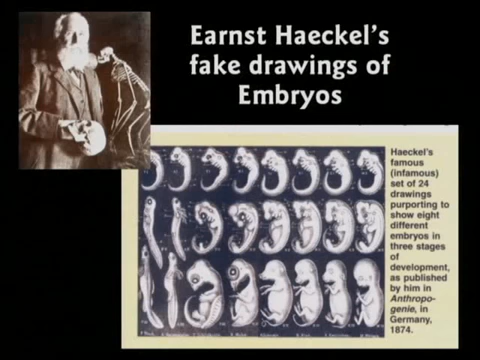 Earnst Haeckel's
fake drawings of
Embryos
Haeckel's
famous
(infamous)
set of 24
drawings
purporting to
show eight
different
embryos in
three stages
of
development,
as published
by him in
Anthropo-
genie, in
Germany,
1874.